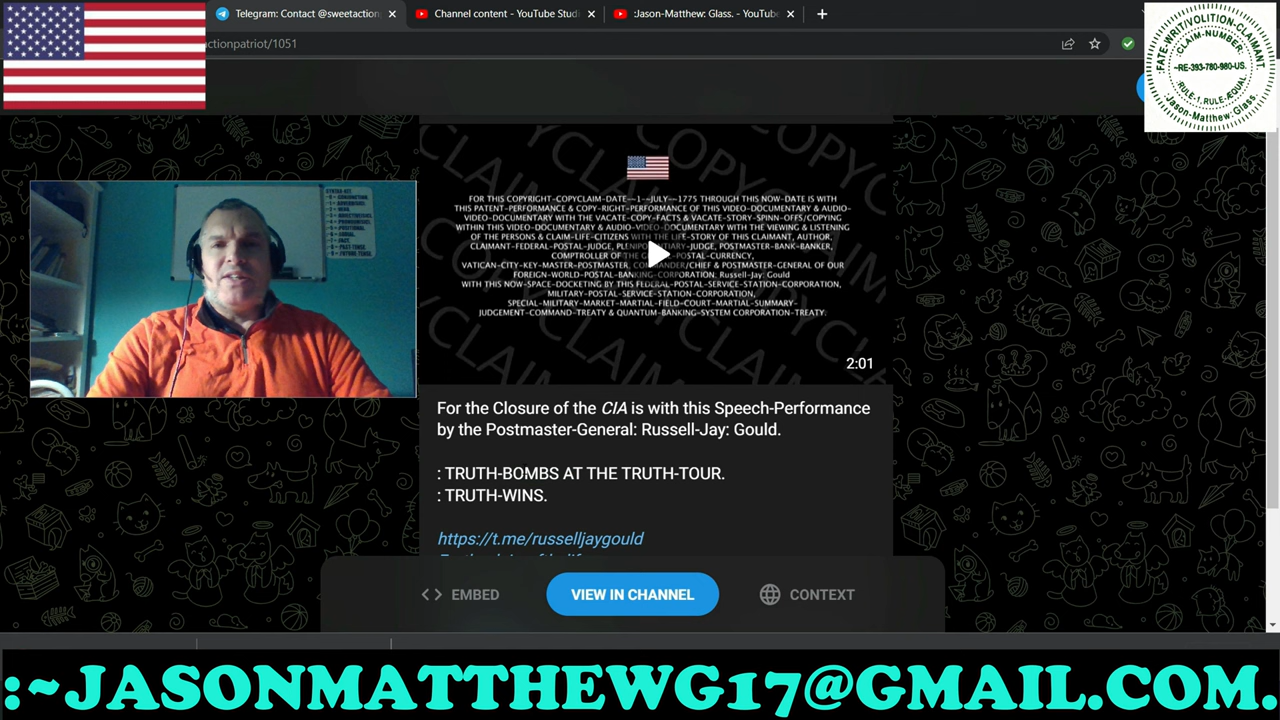 Telegram: Contact @sweetaction
Channel content - YouTube Studi
:Jason-Matthew: Glass. - YouTube
actionpatriot/1051
FATE-WRIT/VOLITION-CLAIMANT.
:CLAIM-NUMBER:
~RE-393-780-980-US.
:RULE.1.RULE.ÆQUAL.
:Jason-Matthew: Glass.
FOR THIS COPYRIGHT-COPYCLAIM-DATE-~1-~JULY-~1775 THROUGH THIS NOW-DATE IS WITH
THIS PATENT-PERFORMANCE & COPY-RIGHT-PERFORMANCE OF THIS VIDEO-DOCUMENTARY & AUDIO-
VIDEO-DOCUMENTARY WITH THE VACATE-COPY-FACTS & VACATE-STORY-SPIN-OFFS/COPYING
WITHIN THIS VIDEO-DOCUMENTARY & AUDIO-VIDEO-DOCUMENTARY WITH THE VIEWING & LISTENING
OF THE PERSONS & CLAIM-LIFE-CITIZENS WITH THE LIFE-STORY OF THIS CLAIMANT, AUTHOR,
CLAIMANT-FEDERAL-POSTAL-JUDGE, PLENIPOTENTIARY-JUDGE, POSTMASTER-BANK-BANKER,
COMPTROLLER OF THE POSTAL-CURRENCY,
VATICAN-CITY-KEY-MASTER-POSTMASTER, COMMANDER/CHIEF & POSTMASTER-GENERAL OF OUR
FOREIGN-WORLD-POSTAL-BANKING-CORPORATION. Russell-Jay: Gould
WITH THIS NOW-SPACE-DOCKETING BY THIS FEDERAL-POSTAL-SERVICE-STATION-CORPORATION,
MILITARY-POSTAL-SERVICE-STATION-CORPORATION,
SPECIAL-MILITARY-MARKET-MARTIAL-FIELD-COURT-MARTIAL-SUMMARY-
JUDGEMENT-COMMAND-TREATY & QUANTUM-BANKING-SYSTEM CORPORATION-TREATY.
COPY CLAIM
2:01
For the Closure of the CIA is with this Speech-Performance
by the Postmaster-General: Russell-Jay: Gould.
: TRUTH-BOMBS AT THE TRUTH-TOUR.
: TRUTH-WINS.
https://t.me/russelljaygould
EMBED
VIEW IN CHANNEL
CONTEXT
:~JASONMATTHEWG17@GMAIL.COM.